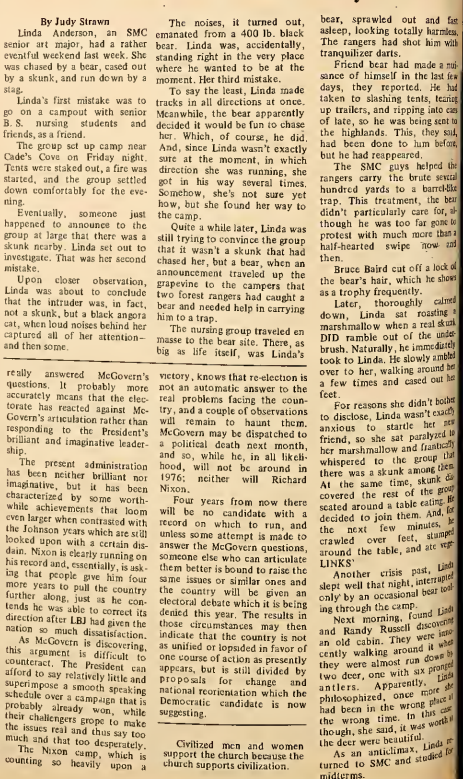 By Judy Strawn
Linda Anderson, an SMC
senior art major, had a rather
eventful weekend last week. She
was chased by a bear, cased out
by a skunk, and run down by a
stag.
Linda's first mistake was to
go on a campout with senior
B.S. nursing students and
friends, as a friend.
The group set up camp near
Cade's Cove on Friday night.
Tents were staked out, a fire was
started, and the group settled
down comfortably for the eve-
ning.
Eventually, someone just
happened to announce to the
group at large that there was a
skunk nearby. Linda set out to
investigate. That was her second
mistake.
Upon closer observation,
Linda was about to conclude
that the intruder was, in fact,
not a skunk, but a black angora
cat, when loud noises behind her
captured all of her attention—
and then some.
The noises, it turned out,
emanated from a 400 lb. black
bear. Linda was, accidentally,
standing right in the very place
where he wanted to be at the
moment. Her third mistake.
To say the least, Linda made
tracks in all directions at once.
Meanwhile, the bear apparently
decided it would be fun to chase
her. Which, of course, he did.
And, since Linda wasn't exactly
sure at the moment, in which
direction she was running, she
got in his way several times.
Somehow, she's not sure yet
how, but she found her way to
the camp.
Quite a while later, Linda was
still trying to convince the group
that it wasn't a skunk that had
chased her, but a bear, when an
announcement traveled up the
grapevine to the campers that
two forest rangers had caught a
bear and needed help in carrying
him to a trap.
The nursing group traveled en
masse to the bear site. There, as
big as life itself, was Linda's
bear, sprawled out and fast
asleep, looking totally harmless.
The rangers had shot him with
tranquilizer darts.
Friend bear had made a nui-
sance of himself in the last few
days, they reported. He had
taken to slashing tents, tearing
up trailers, and ripping into cars
of late, so he was being sent to
the highlands. This, they said,
had been done to him before,
but he had reappeared.
The SMC guys helped the
rangers carry the brute several
hundred yards to a barrel-like
trap. This treatment, the bear
didn't particularly care for, al-
though he was too far gone to
protest with much more than a
half-hearted swipe now and
then.
Bruce Baird cut off a lock of
the bear's hair, which he shows
as a trophy frequently.
Later, thoroughly calmed
down, Linda sat roasting a
marshmallow when a real skunk
DID ramble out of the under-
brush. Naturally, he immediately
took to Linda. He slowly ambled
over to her, walking around her
a few times and cased out her
feet.
For reasons she didn't bother
to disclose, Linda wasn't exactly
anxious to startle her new
friend, so she sat paralyzed to
her marshmallow and frantically
whispered to the group that
there was a skunk among them.
At the same time, skunk dis
covered the rest of the group
seated around a table eating. He
decided to join them. And, for
the next few minutes, he
crawled over feet, stumped
around the table, and ate vege-
LINKS'
Another crisis past, Linda
slept well that night, interrupted
only by an occasional bear
ing through the camp.
Next morning, found Linda
and Randy Russell discovering
an old cabin. They were inno-
cently walking around it when
they were almost run down by
two deer, one with six pronged
antlers. Apparently, Linda
philosophized, once more she
had been in the wrong place at
the wrong time. In this case
though, she said, it was worth it
the deer were beautiful.
As an anticlimax, Linda re-
turned to SMC and studied for
midterms.
really answered McGovern's
questions. It probably more
accurately means that the elec-
torate has reacted against Mc-
Govern's articulation rather than
responding to the President's
brilliant and imaginative leader-
ship.
The present administration
has been neither brilliant nor
imaginative, but it has been
characterized by some worth-
while achievements that loom
even larger when contrasted with
the Johnson years which are still
looked upon with a certain dis-
dain. Nixon is clearly running on
his record and, essentially, is ask-
ing that people give him four
more years to pull the country
further along, just as he con-
tends he was able to correct its
direction after LBJ had given the
nation so much dissatisfaction.
As McGovern is discovering,
this argument is difficult to
counteract. The President can
afford to say relatively little and
superimpose a smooth speaking
schedule over a campaign that is
probably already won, while
their challengers grope to make
the issues real and thus say too
much and that too desperately.
The Nixon camp, which is
counting so heavily upon a
victory, knows that re-election is
not an automatic answer to the
real problems facing the coun-
try, and a couple of observations
will remain to haunt them.
McGovern may be dispatched to
a political death next month,
and so, while he, in all likeli-
hood, will not be around in
1976; neither will Richard
Nixon.
Four years from now there
will be no candidate with a
record on which to run, and
unless some attempt is made to
answer the McGovern questions,
someone else who can articulate
them better is bound to raise the
same issues or similar ones and
the country will be given an
electoral debate which it is being
denied this year. The results in
those circumstances may then
indicate that the country is not
as unified or lopsided in favor of
one course of action as presently
appears, but is still divided by
proposals for change and
national reorientation which the
Democratic candidate is now
suggesting.
Civilized men and women
support the church because the
church supports civilization.